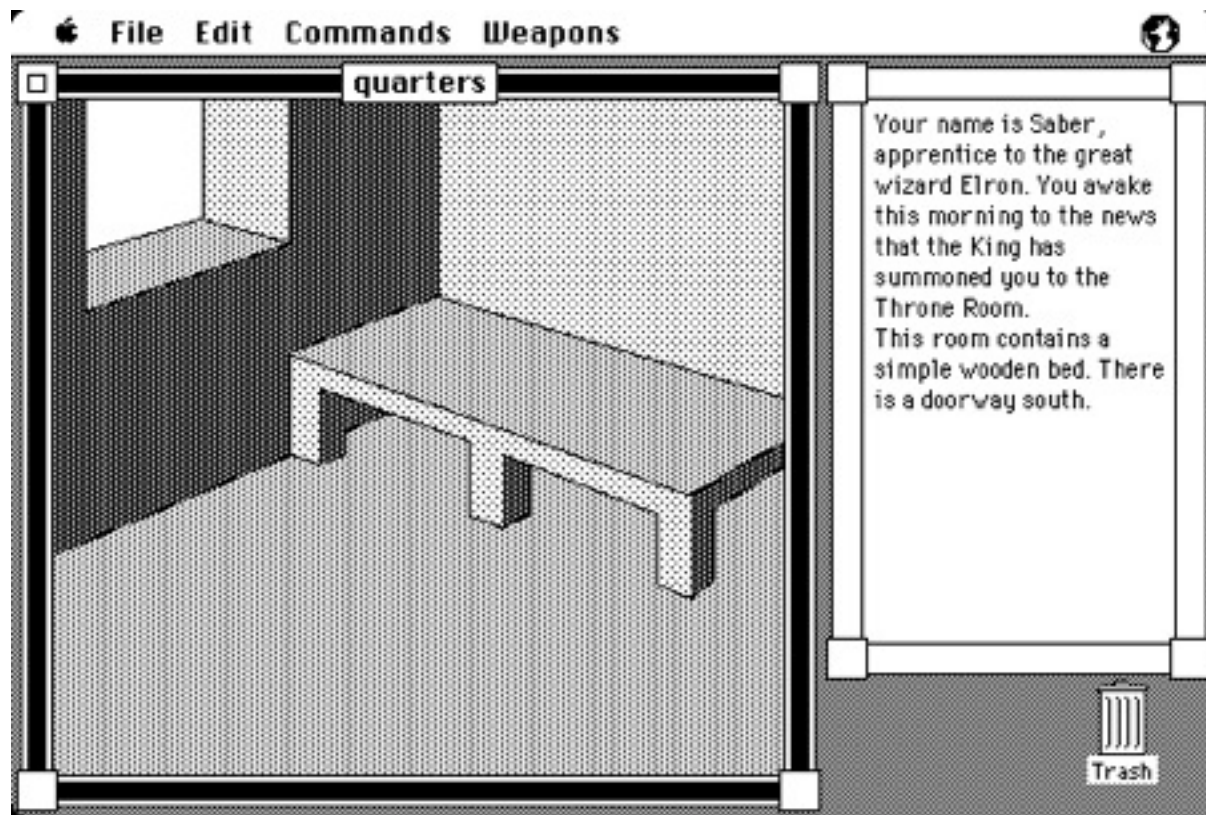 File Edit Commands Weapons
quarters
Your name is Saber,
apprentice to the great
wizard Elron. You awake
this morning to the news
that the King has
summoned you to the
Throne Room.
This room contains a
simple wooden bed. There
is a doorway south.
Trash